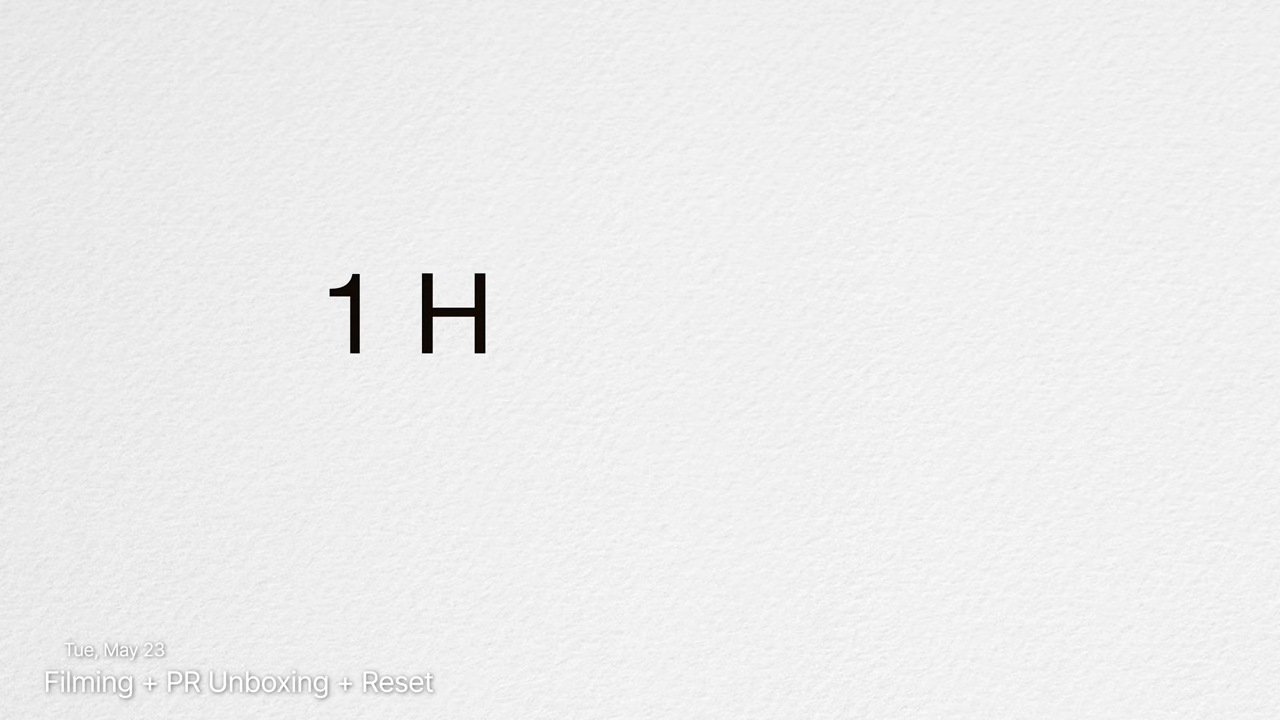 1 H
Tue, May 23
Filming + PR Unboxing + Reset